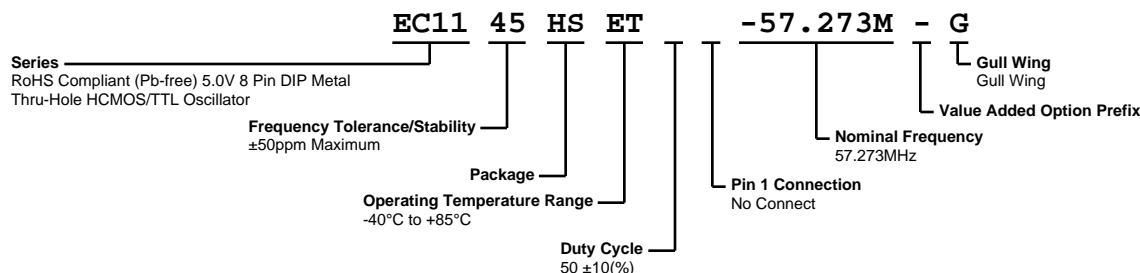 EC11 45 HS ET -57.273M - G
Series
RoHS Compliant (Pb-free) 5.0V 8 Pin DIP Metal
Thru-Hole HCMOS/TTL Oscillator
Frequency Tolerance/Stability
±50ppm Maximum
Package
Operating Temperature Range
-40°C to +85°C
Duty Cycle
50 ±10(%)
Gull Wing
Gull Wing
Value Added Option Prefix
Nominal Frequency
57.273MHz
Pin 1 Connection
No Connect